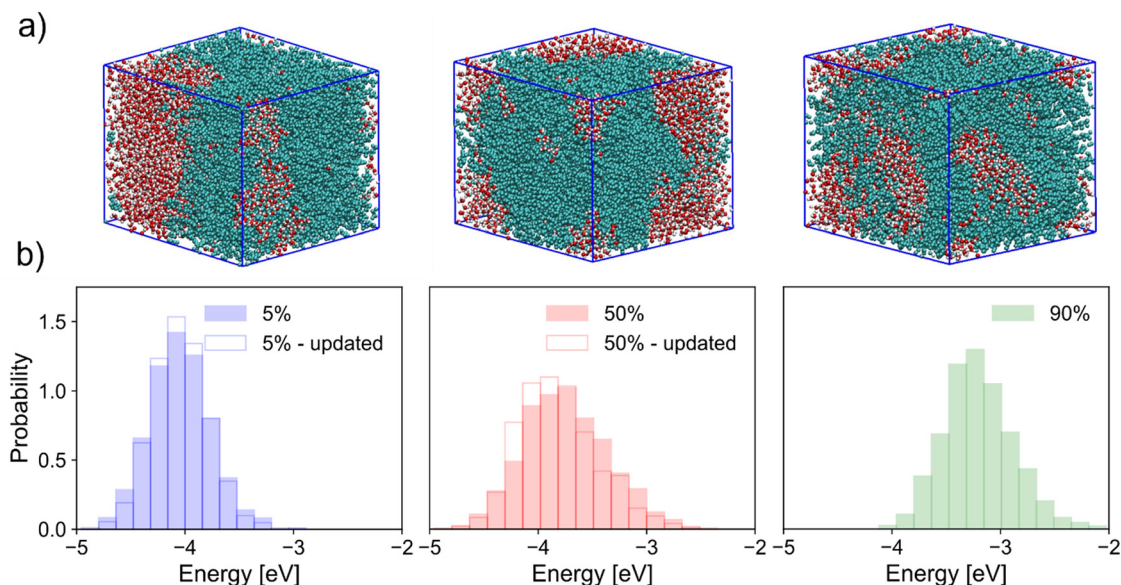 a)
b)
Probability
1.5
1.0
0.5
0.0
5%
5% - updated
−5
−4
−3
−2
Energy [eV]
50%
50% - updated
−5
−4
−3
−2
Energy [eV]
90%
−5
−4
−3
−2
Energy [eV]